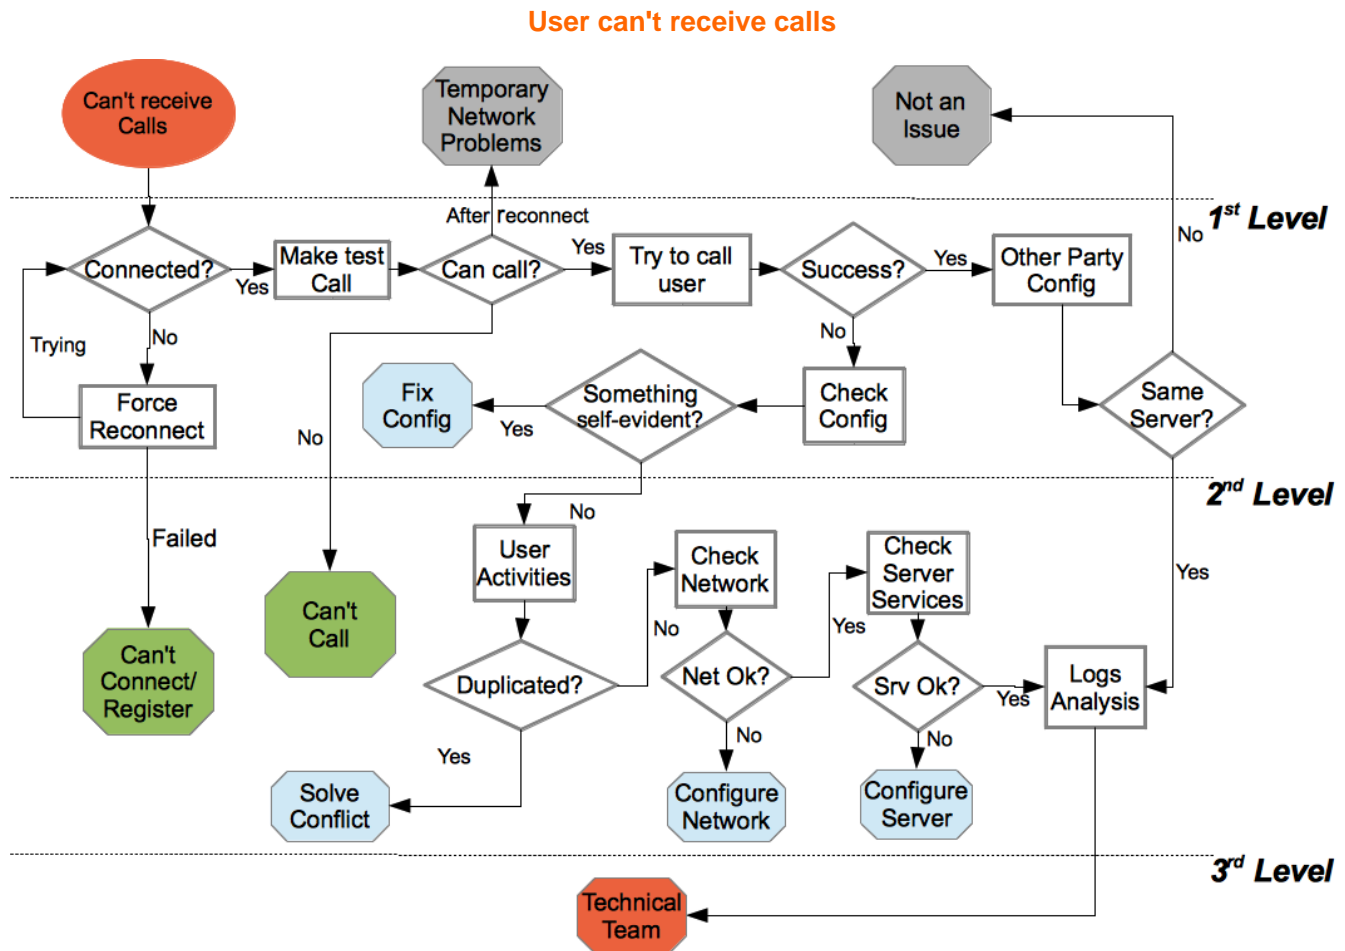 User can't receive calls
Can't receive
Calls
Temporary
Network
Problems
Not an
Issue
After reconnect
1st Level
No
Connected?
Yes
Make test
Call
Can call?
Yes
Try to call
user
Success?
Yes
Other Party
Config
Trying
No
No
Force
Reconnect
Fix
Config
Yes
Something
self-evident?
Check
Config
Same
Server?
No
2nd Level
No
Failed
User
Activities
Check
Network
Check
Server
Services
Yes
Can't
Call
No
Yes
Can't
Connect/
Register
Duplicated?
Net Ok?
Srv Ok?
Yes
Logs
Analysis
Yes
No
No
Solve
Conflict
Configure
Network
Configure
Server
3rd Level
Technical
Team